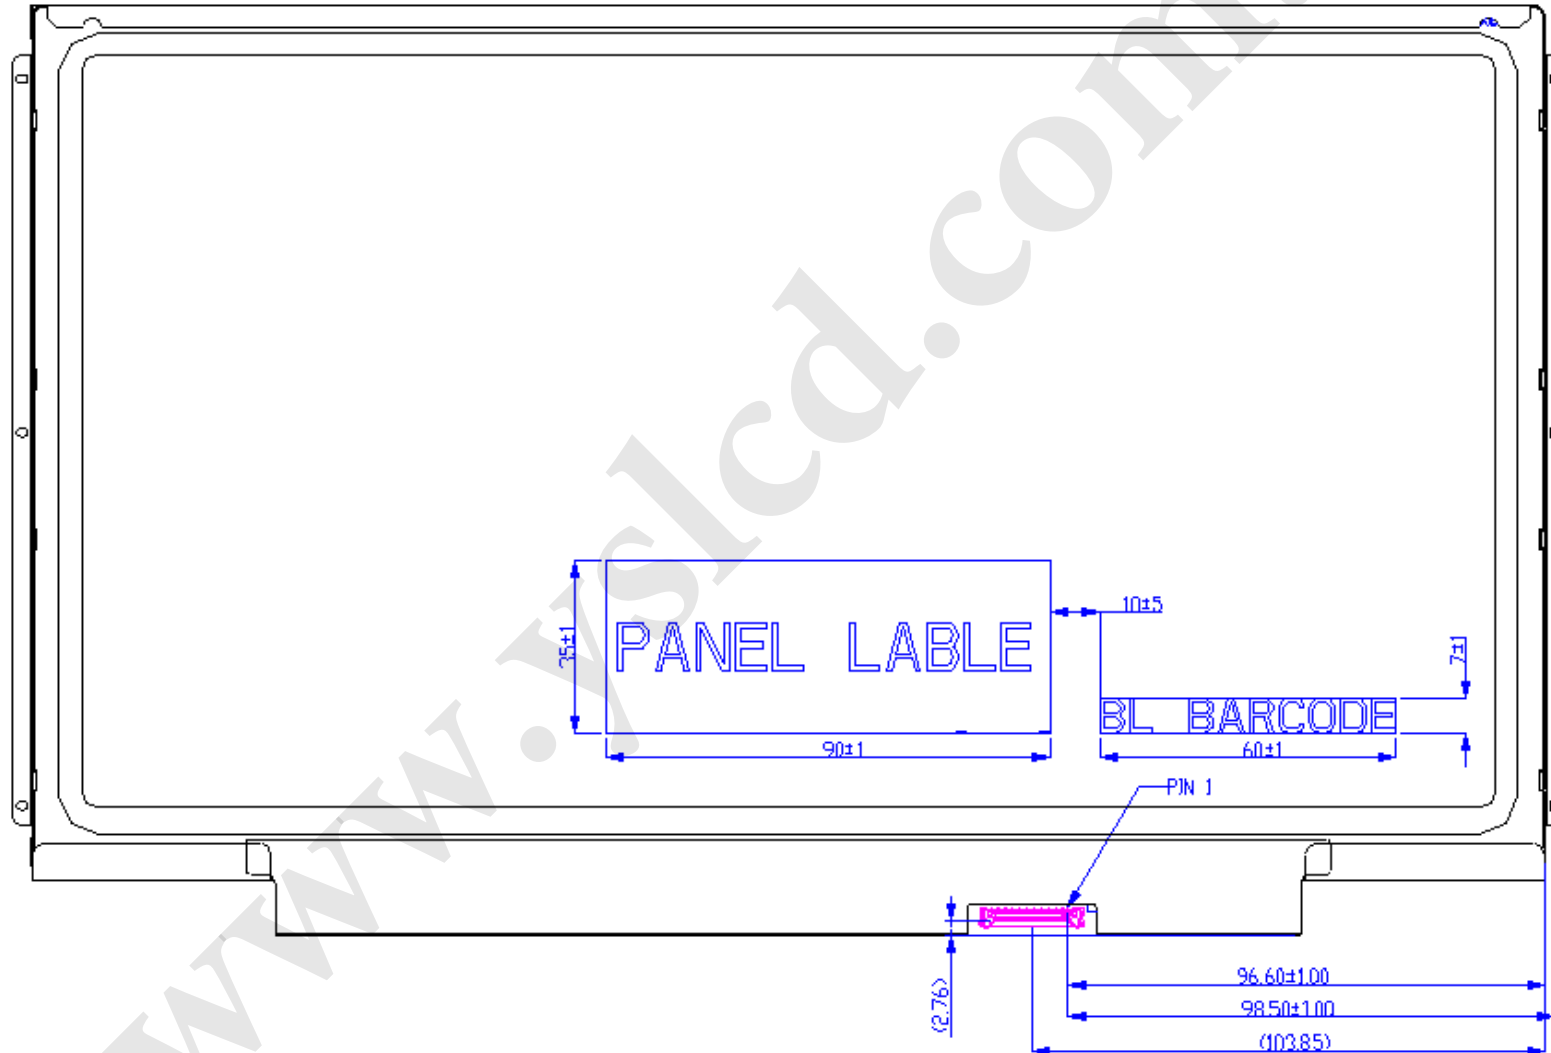 10±5
35±1
PANEL LABLE
7±1
BL BARCODE
90±1
60±1
PIN 1
(2.76)
96.60±1.00
98.50±1.00
(103.85)
www.yslcd.com